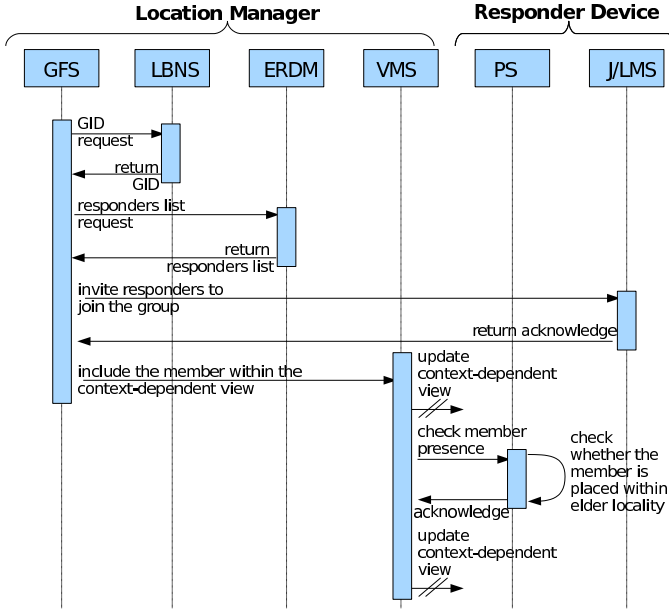 Location Manager
Responder Device
GFS
LBNS
ERDM
VMS
PS
J/LMS
GID
request
return
GID
responders list
request
return
responders list
invite responders to
join the group
return acknowledge
include the member within the
context-dependent view
update
context-dependent
view
check member
presence
check
whether the
member is
placed within
elder locality
acknowledge
update
context-dependent
view